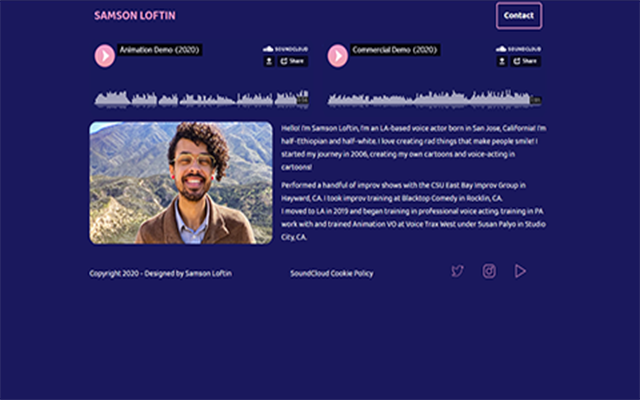 SAMSON LOFTIN
Contact
Animation Demo (2020)
SOUNDCLOUD
Share
Commercial Demo (2020)
SOUNDCLOUD
Share
Hello! I'm Samson Loftin, I'm an LA-based voice actor born in San Jose, California! I'm
half-Ethiopian and half-white. I love creating rad things that make people smile! I
started my journey in 2006, creating my own cartoons and voice-acting in
cartoons!
Performed a handful of improv shows with the CSU East Bay Improv Group in
Hayward, CA. I took improv training at Blacktop Comedy in Rocklin, CA.
I moved to LA in 2019 and began training in professional voice acting, training in PA
work with and trained Animation VO at Voice Trax West under Susan Palyo in Studio
City, CA.
Copyright 2020 - Designed by Samson Loftin
SoundCloud Cookie Policy